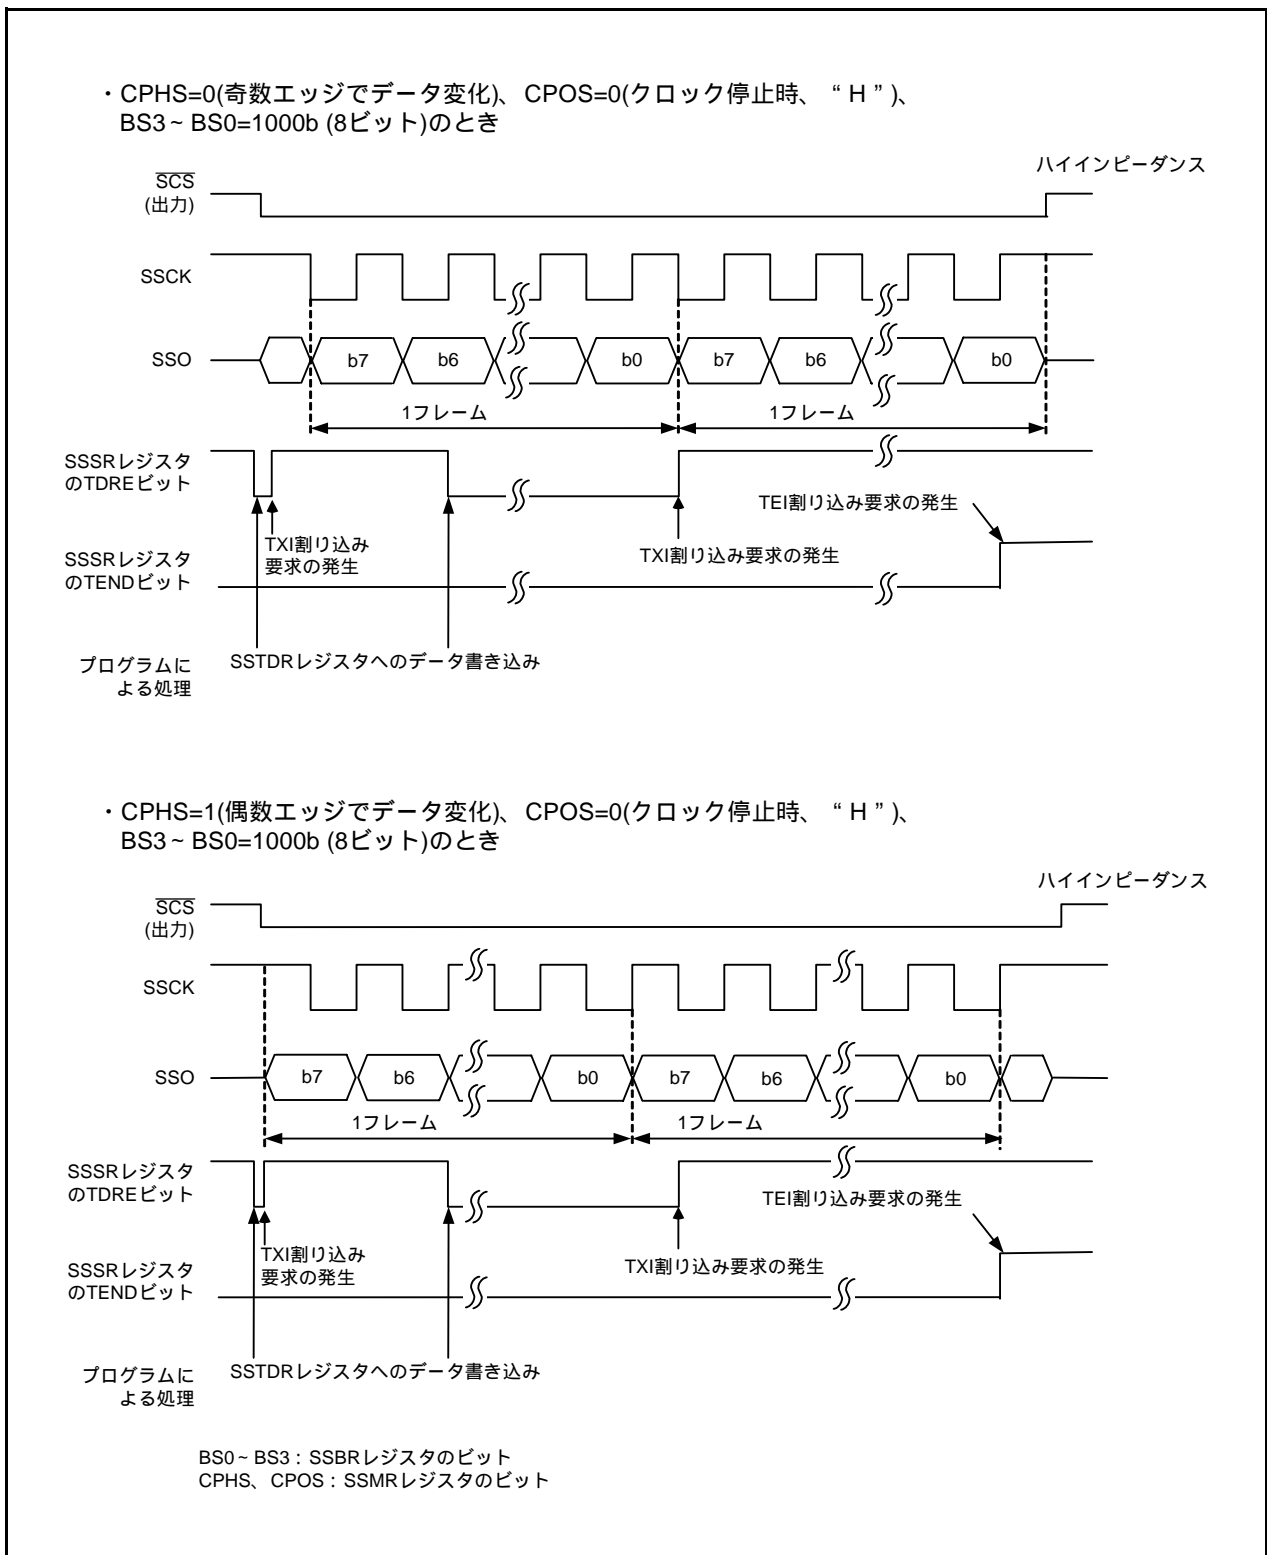 ・CPHS=0(奇数エッジでデータ変化)、CPOS=0(クロック停止時、“H”)、
BS3~BS0=1000b (8ビット)のとき
ハイインピーダンス
SCS
(出力)
SSCK
SSO
b7
b6
b0
b7
b6
b0
1フレーム
1フレーム
SSSRレジスタ
のTDREビット
TEI割り込み要求の発生
TXI割り込み
要求の発生
TXI割り込み要求の発生
SSSRレジスタ
のTENDビット
プログラムに
よる処理
SSTDRレジスタへのデータ書き込み
・CPHS=1(偶数エッジでデータ変化)、CPOS=0(クロック停止時、“H”)、
BS3~BS0=1000b (8ビット)のとき
ハイインピーダンス
SCS
(出力)
SSCK
SSO
b7
b6
b0
b7
b6
b0
1フレーム
1フレーム
SSSRレジスタ
のTDREビット
TEI割り込み要求の発生
TXI割り込み
要求の発生
TXI割り込み要求の発生
SSSRレジスタ
のTENDビット
プログラムに
よる処理
SSTDRレジスタへのデータ書き込み
BS0~BS3:SSBRレジスタのビット
CPHS、CPOS:SSMRレジスタのビット